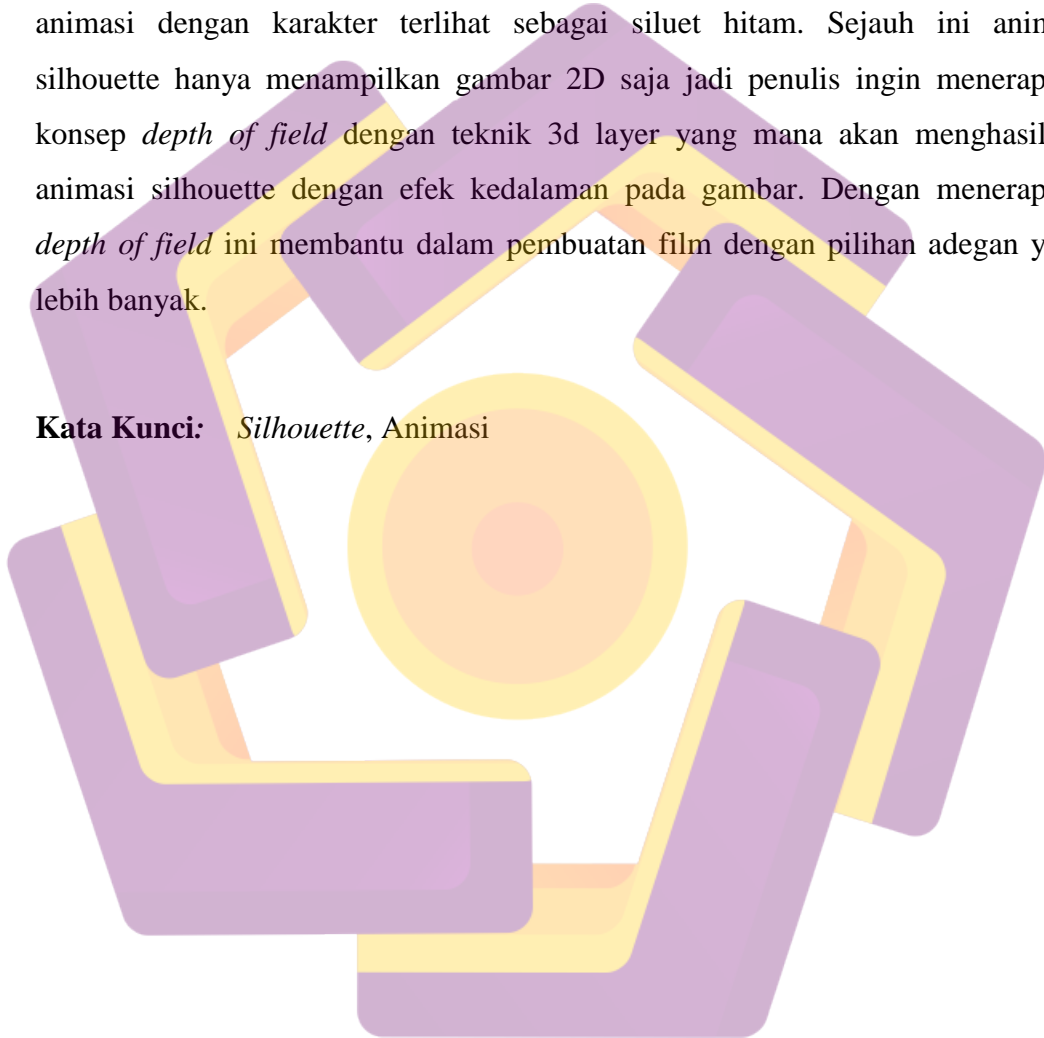 animasi dengan karakter terlihat sebagai siluet hitam. Sejauh ini anim
silhouette hanya menampilkan gambar 2D saja jadi penulis ingin menerap
konsep depth of field dengan teknik 3d layer yang mana akan menghasil
animasi silhouette dengan efek kedalaman pada gambar. Dengan menerap
depth of field ini membantu dalam pembuatan film dengan pilihan adegan y
lebih banyak.
Kata Kunci: Silhouette, Animasi